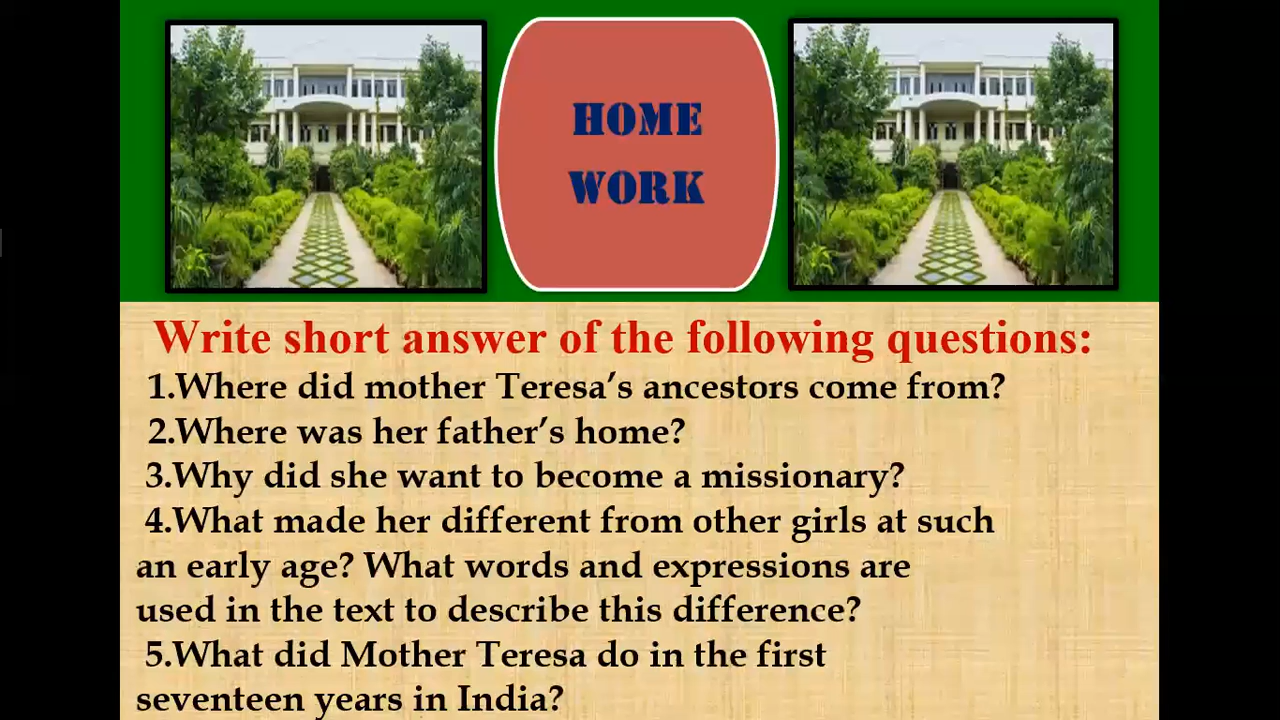 HOME
WORK
Write short answer of the following questions:
1.Where did mother Teresa’s ancestors come from?
2.Where was her father’s home?
3.Why did she want to become a missionary?
4.What made her different from other girls at such
an early age? What words and expressions are
used in the text to describe this difference?
5.What did Mother Teresa do in the first
seventeen years in India?